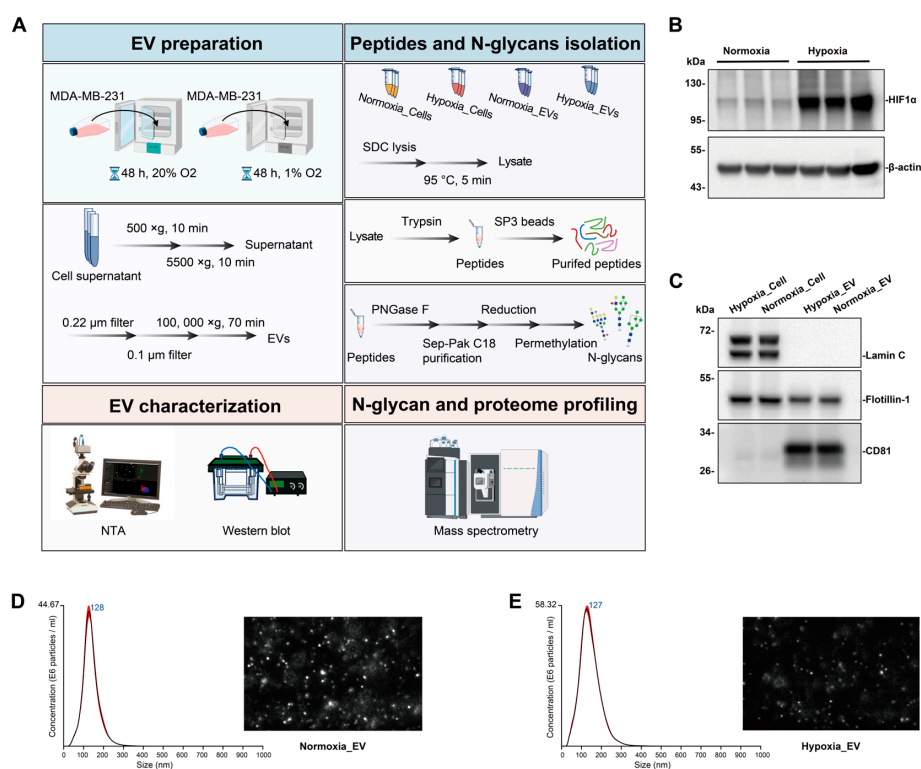 A
EV preparation
MDA-MB-231
MDA-MB-231
48 h, 20% O2
48 h, 1% O2
500 ×g, 10 min
Supernatant
5500 ×g, 10 min
Cell supernatant
0.22 μm filter
100, 000 ×g, 70 min
EVs
0.1 μm filter
EV characterization
NTA
Western blot
Peptides and N-glycans isolation
Normoxia_Cells
Hypoxia_Cells
Normoxia_EVs
Hypoxia_EVs
SDC lysis
Lysate
95 °C, 5 min
Trypsin
SP3 beads
Lysate
Peptides
Purifed peptides
PNGase F
Reduction
Peptides
Sep-Pak C18
purification
Permethylation
N-glycans
N-glycan and proteome profiling
Mass spectrometry
B
Normoxia
Hypoxia
kDa
130-
-HIF1α
95-
55-
-β-actin
43-
C
Hypoxia_Cell
Normoxia_Cell
Hypoxia_EV
Normoxia_EV
kDa
72-
-Lamin C
55-
-Flotillin-1
34-
-CD81
26-
D
44.67
128
Concentration (E6 particles / ml)
0 100 200 300 400 500 600 700 800 900 1000
Size (nm)
Normoxia_EV
E
58.32
127
Concentration (E6 particles / ml)
0 100 200 300 400 500 600 700 800 900 1000
Size (nm)
Hypoxia_EV